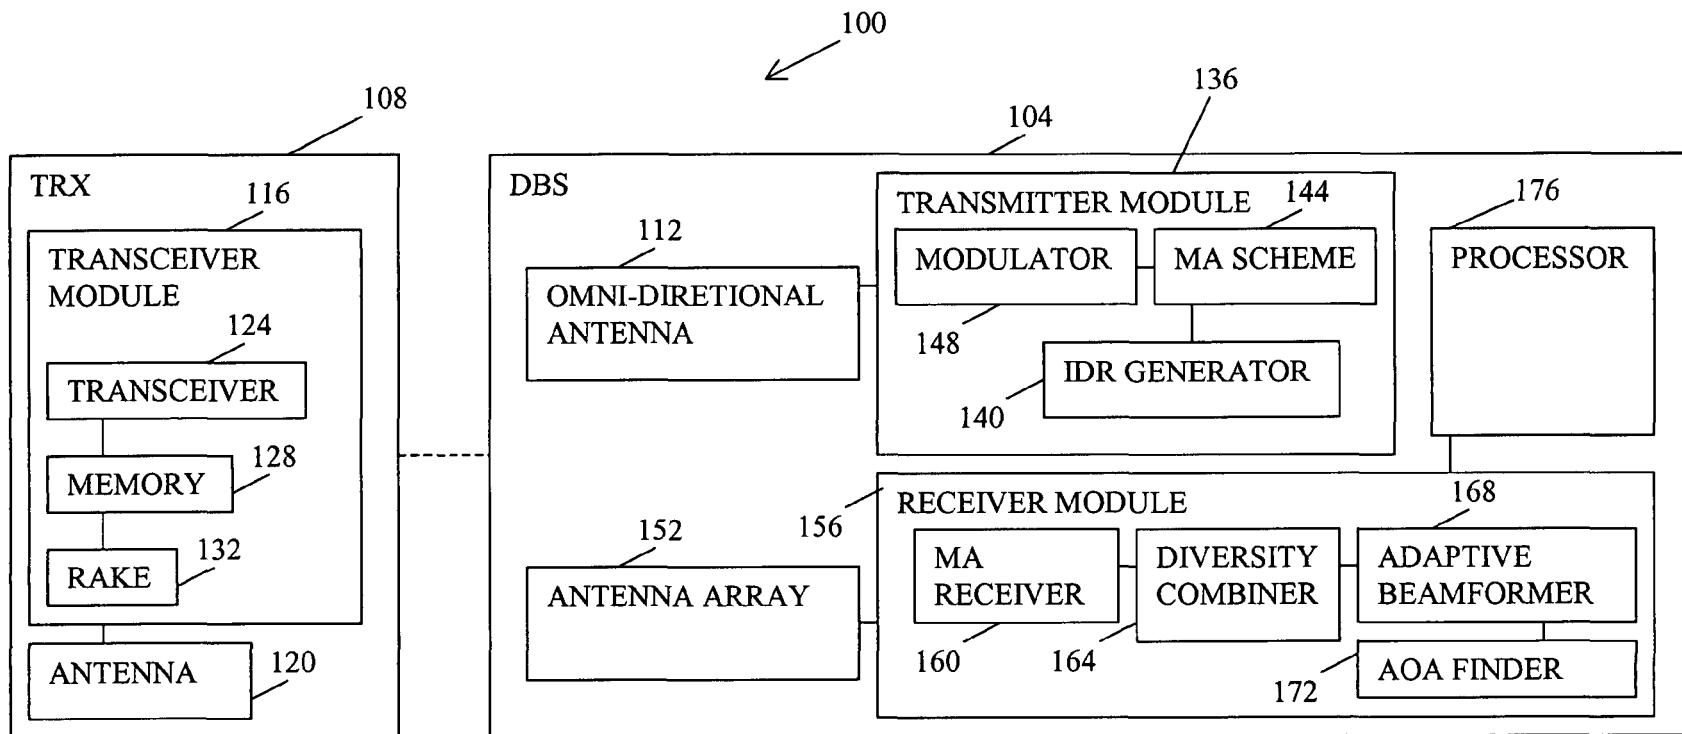 100
108
TRX
116
TRANSCEIVER
MODULE
124
TRANSCEIVER
MEMORY
128
RAKE
132
ANTENNA
120
104
DBS
112
OMNI-DIRETIONAL
ANTENNA
136
TRANSMITTER MODULE
144
MODULATOR
MA SCHEME
148
IDR GENERATOR
140
176
PROCESSOR
152
ANTENNA ARRAY
156
RECEIVER MODULE
168
MA
RECEIVER
DIVERSITY
COMBINER
ADAPTIVE
BEAMFORMER
160
164
AOA FINDER
172